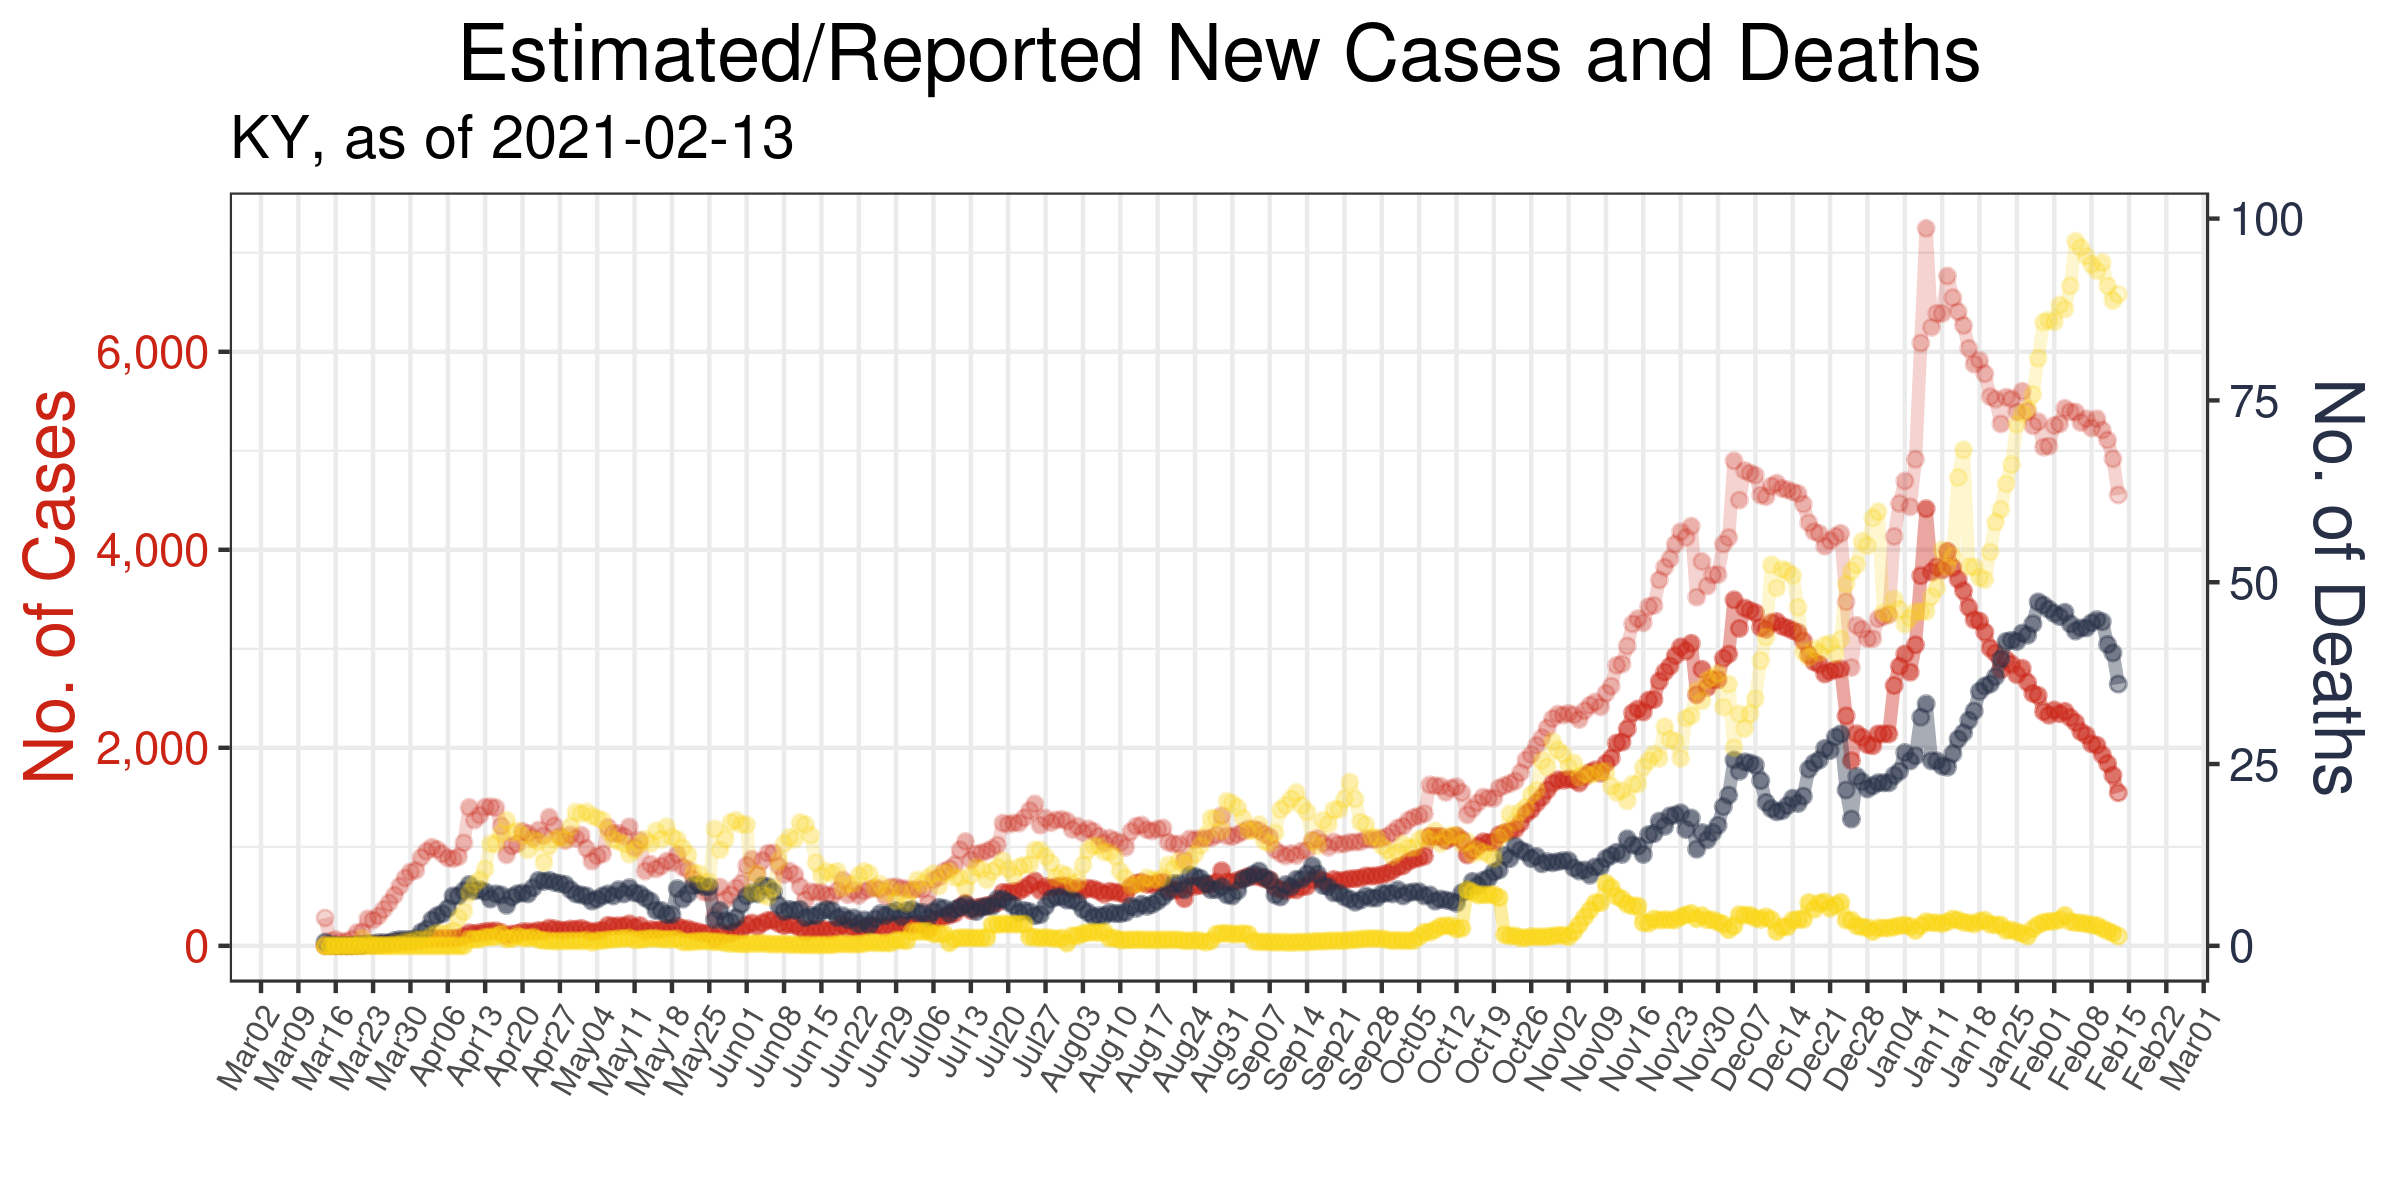 Estimated/Reported New Cases and Deaths
KY, as of 2021-02-13
No. of Cases
6,000
4,000
2,000
0
100
75
50
25
0
No. of Deaths
Mar02
Mar09
Mar16
Mar23
Mar30
Apr06
Apr13
Apr20
Apr27
May04
May11
May18
May25
Jun01
Jun08
Jun15
Jun22
Jun29
Jul06
Jul13
Jul20
Jul27
Aug03
Aug10
Aug17
Aug24
Aug31
Sep07
Sep14
Sep21
Sep28
Oct05
Oct12
Oct19
Oct26
Nov02
Nov09
Nov16
Nov23
Nov30
Dec07
Dec14
Dec21
Dec28
Jan04
Jan11
Jan18
Jan25
Feb01
Feb08
Feb15
Feb22
Mar01